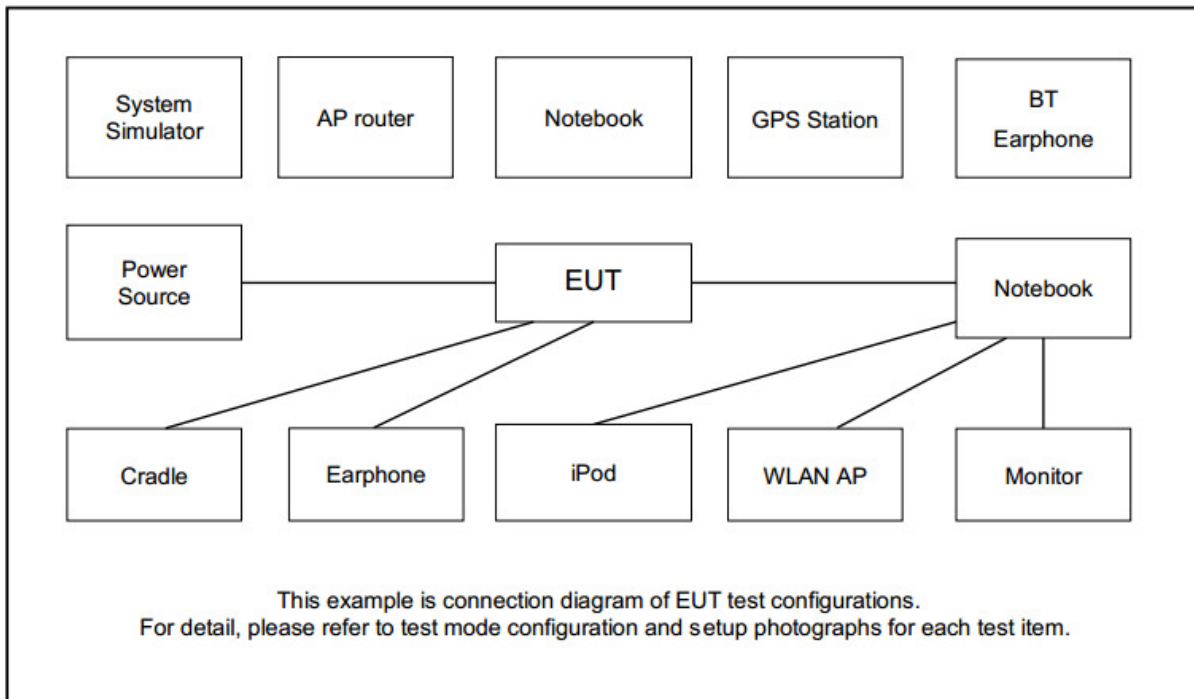 System
Simulator
AP router
Notebook
GPS Station
BT
Earphone
Power
Source
EUT
Notebook
Cradle
Earphone
iPod
WLAN AP
Monitor
This example is connection diagram of EUT test configurations.
For detail, please refer to test mode configuration and setup photographs for each test item.